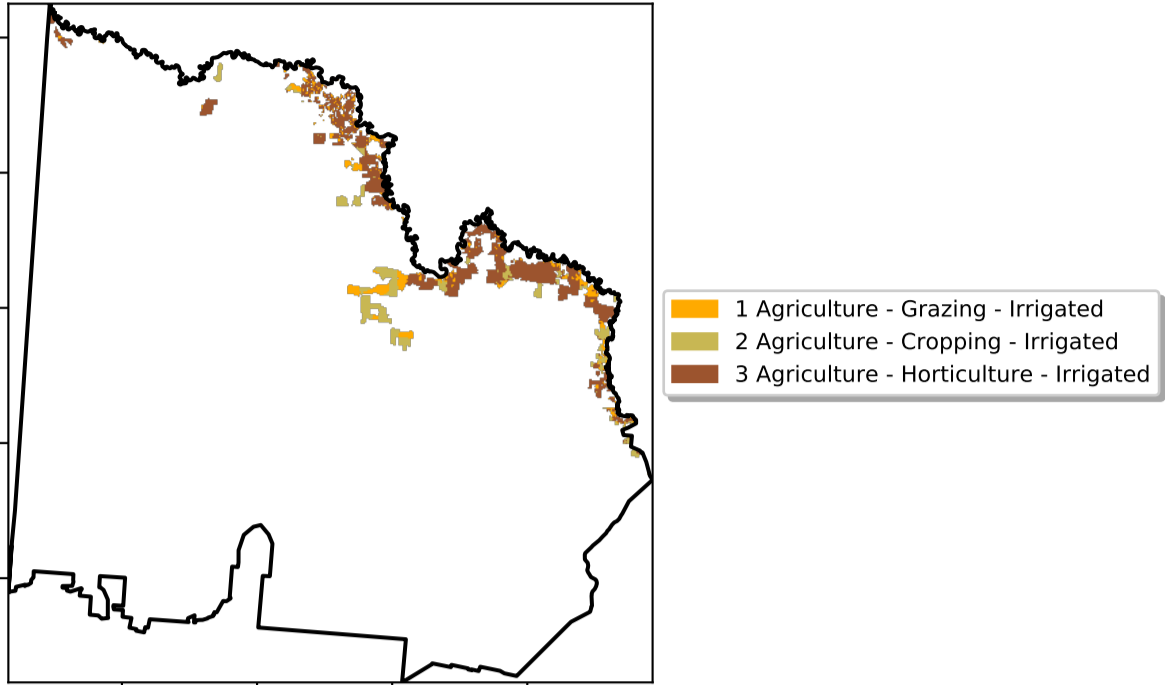 1 Agriculture - Grazing - Irrigated
2 Agriculture - Cropping - Irrigated
3 Agriculture - Horticulture - Irrigated